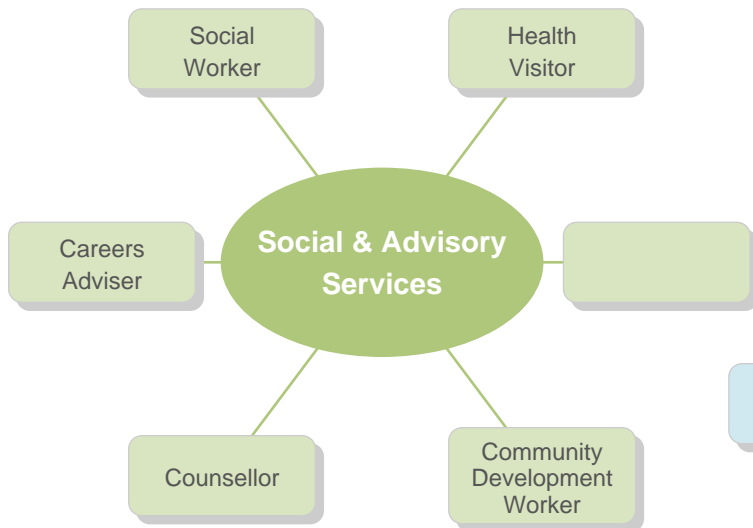 Social
Worker
Health
Visitor
Social & Advisory
Services
Careers
Adviser
Counsellor
Community
Development
Worker